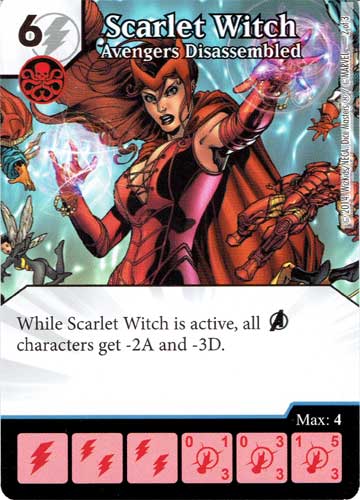 6
Scarlet Witch
Avengers Disassembled
While Scarlet Witch is active, all
characters get -2A and -3D.
Max: 4
0 1 0 3 1 5
3 3 3